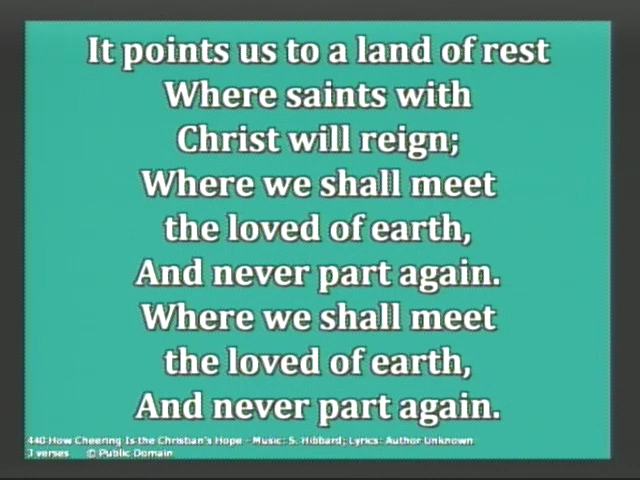 It points us to a land of rest
Where saints with
Christ will reign;
Where we shall meet
the loved of earth,
And never part again.
Where we shall meet
the loved of earth,
And never part again.
440 How Cheering Is the Christian's Hope - Music: S. Hibbard; Lyrics: Author Unknown
3 verses © Public Domain